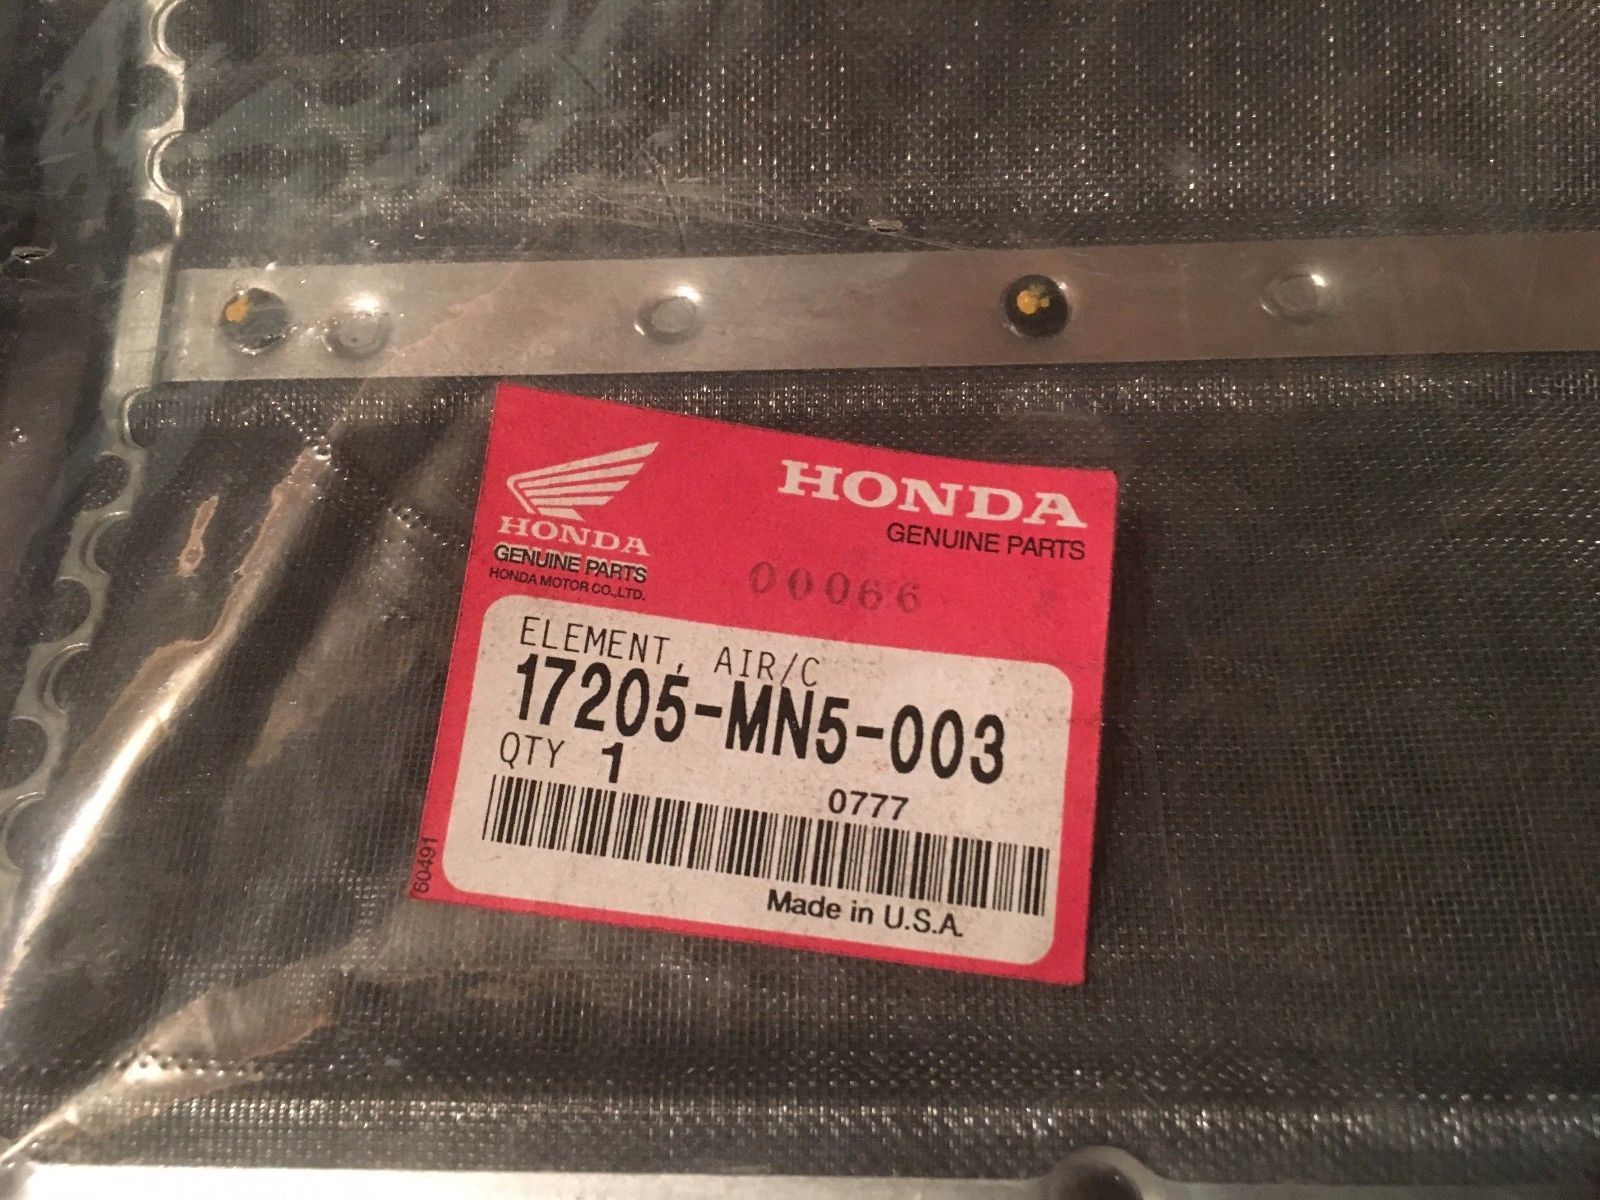 HONDA
GENUINE PARTS
HONDA MOTOR CO.,LTD.
HONDA
GENUINE PARTS
00066
ELEMENT, AIR/C
17205-MN5-003
QTY 1
0777
Made in U.S.A.
60491